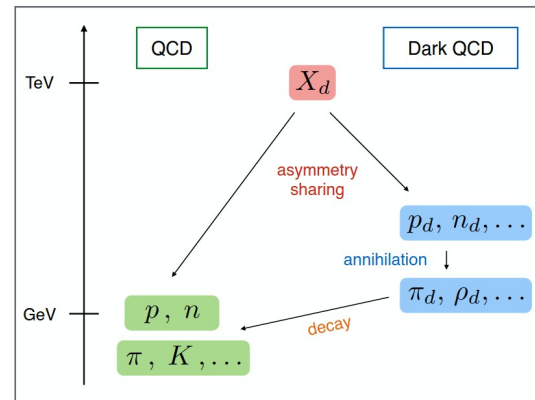 QCD
Dark QCD
TeV
X_d
asymmetry
sharing
p_d, n_d, ...
annihilation
π_d, ρ_d, ...
GeV
p, n
decay
π, K, ...